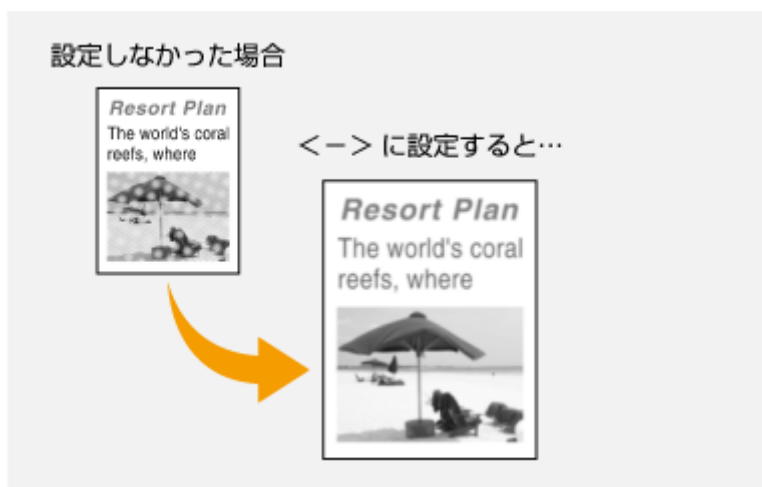 設定しなかった場合
Resort Plan
The world's coral
reefs, where
<ー> に設定すると…
Resort Plan
The world's coral
reefs, where